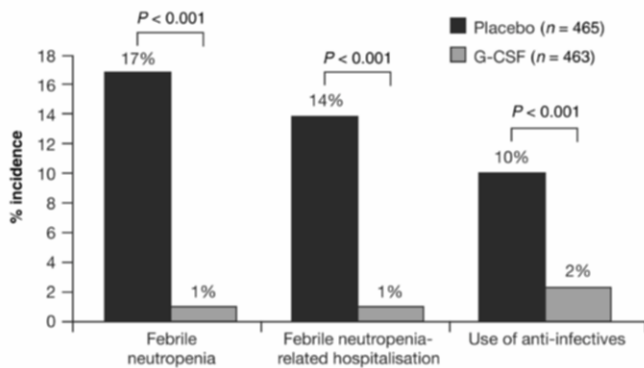 P < 0.001
Placebo (n = 465)
G-CSF (n = 463)
18
17%
P < 0.001
16
14%
14
P < 0.001
12
10%
10
% incidence
8
6
4
2%
2
1%
1%
0
Febrile
neutropenia
Febrile neutropenia-
related hospitalisation
Use of anti-infectives